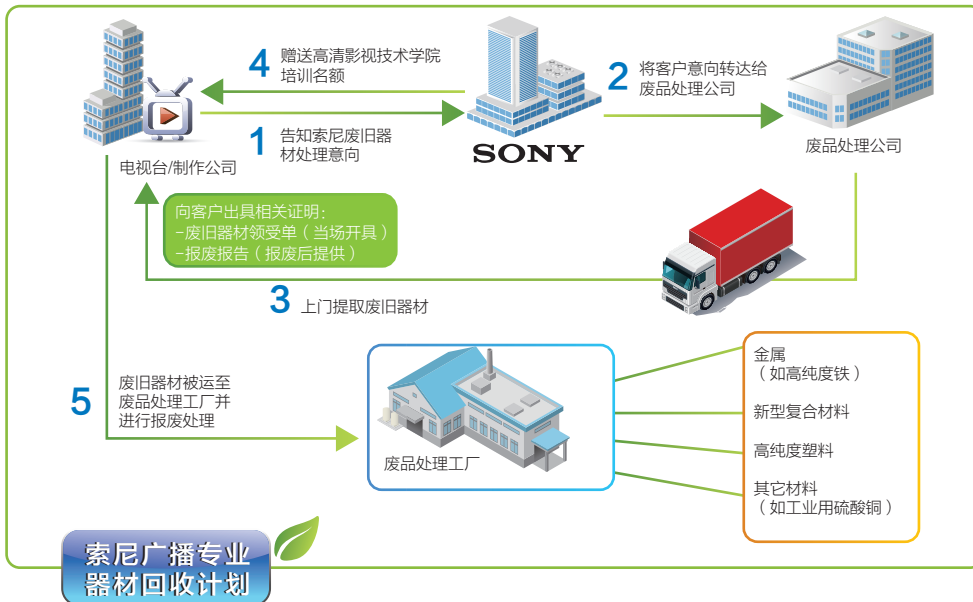 4
赠送高清影视技术学院
培训名额
1
告知索尼废旧器
材处理意向
电视台/制作公司
SONY
2
将客户意向转达给
废品处理公司
废品处理公司
向客户出具相关证明：
-废旧器材领受单（当场开具）
-报废报告（报废后提供）
3
上门提取废旧器材
5
废旧器材被运至
废品处理工厂并
进行报废处理
废品处理工厂
金属
（如高纯度铁）
新型复合材料
高纯度塑料
其它材料
（如工业用硫酸铜）
索尼广播专业
器材回收计划